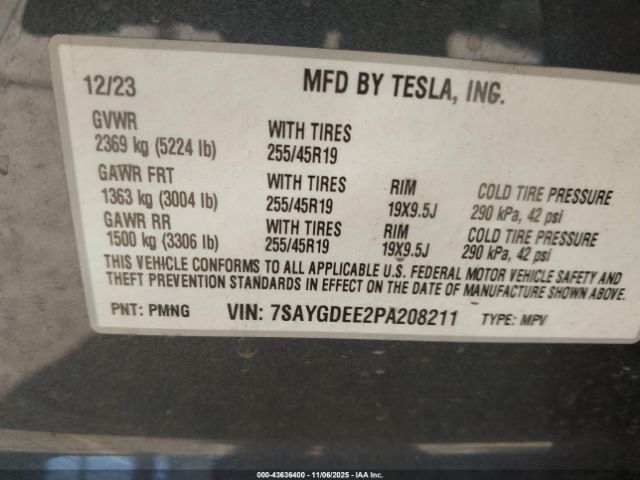 12/23 MFD BY TESLA, INC.
GVWR
2369 kg (5224 lb) WITH TIRES 255/45R19
GAWR FRT
1363 kg (3004 lb) WITH TIRES 255/45R19 RIM 19X9.5J COLD TIRE PRESSURE 290 kPa, 42 psi
GAWR RR
1500 kg (3306 lb) WITH TIRES 255/45R19 RIM 19X9.5J COLD TIRE PRESSURE 290 kPa, 42 psi
THIS VEHICLE CONFORMS TO ALL APPLICABLE U.S. FEDERAL MOTOR VEHICLE SAFETY AND
THEFT PREVENTION STANDARDS IN EFFECT ON THE DATE OF MANUFACTURE SHOWN ABOVE.
PNT: PMNG VIN: 7SAYGDEE2PA208211 TYPE: MPV
000-43636400 - 11/06/2025 - IAA Holdings, LLC